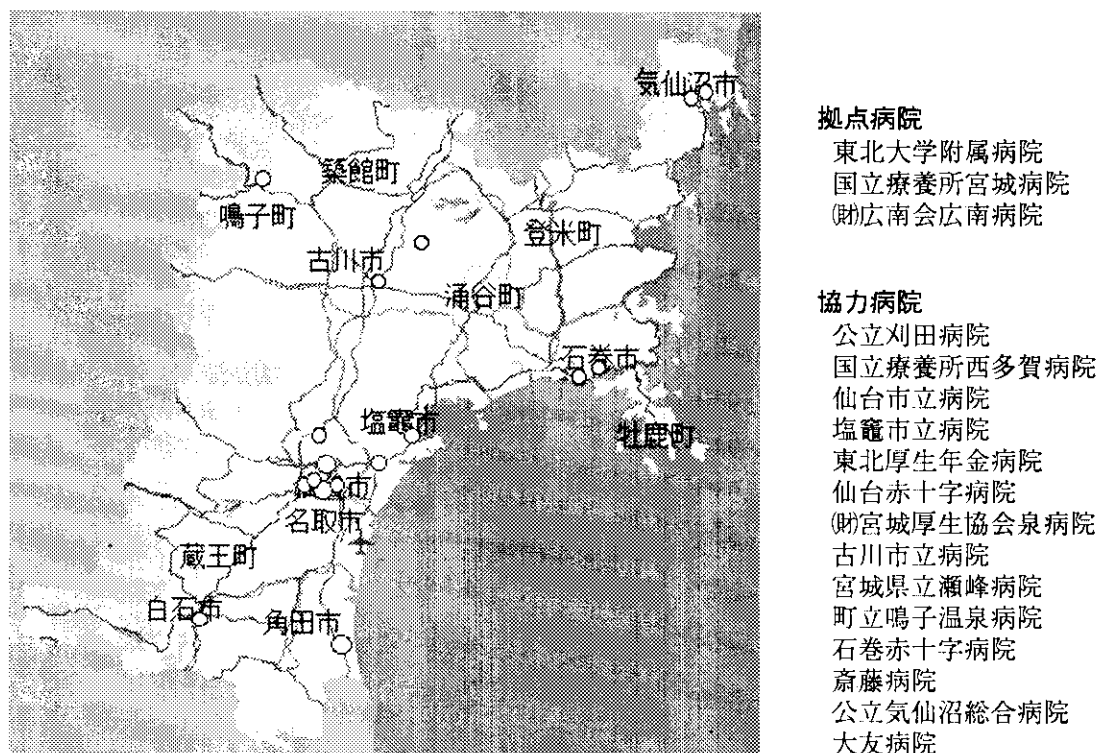 気仙沼市
築館町
鳴子町
登米町
古川市
涌谷町
石巻市
塩竈市
牡鹿町
市
名取市
蔵王町
白石市
角田市
拠点病院
東北大学附属病院
国立療養所宮城病院
㈶広南会広南病院
協力病院
公立刈田病院
国立療養所西多賀病院
仙台市立病院
塩竈市立病院
東北厚生年金病院
仙台赤十字病院
㈶宮城厚生協会泉病院
古川市立病院
宮城県立瀬峰病院
町立鳴子温泉病院
石巻赤十字病院
斎藤病院
公立気仙沼総合病院
大友病院